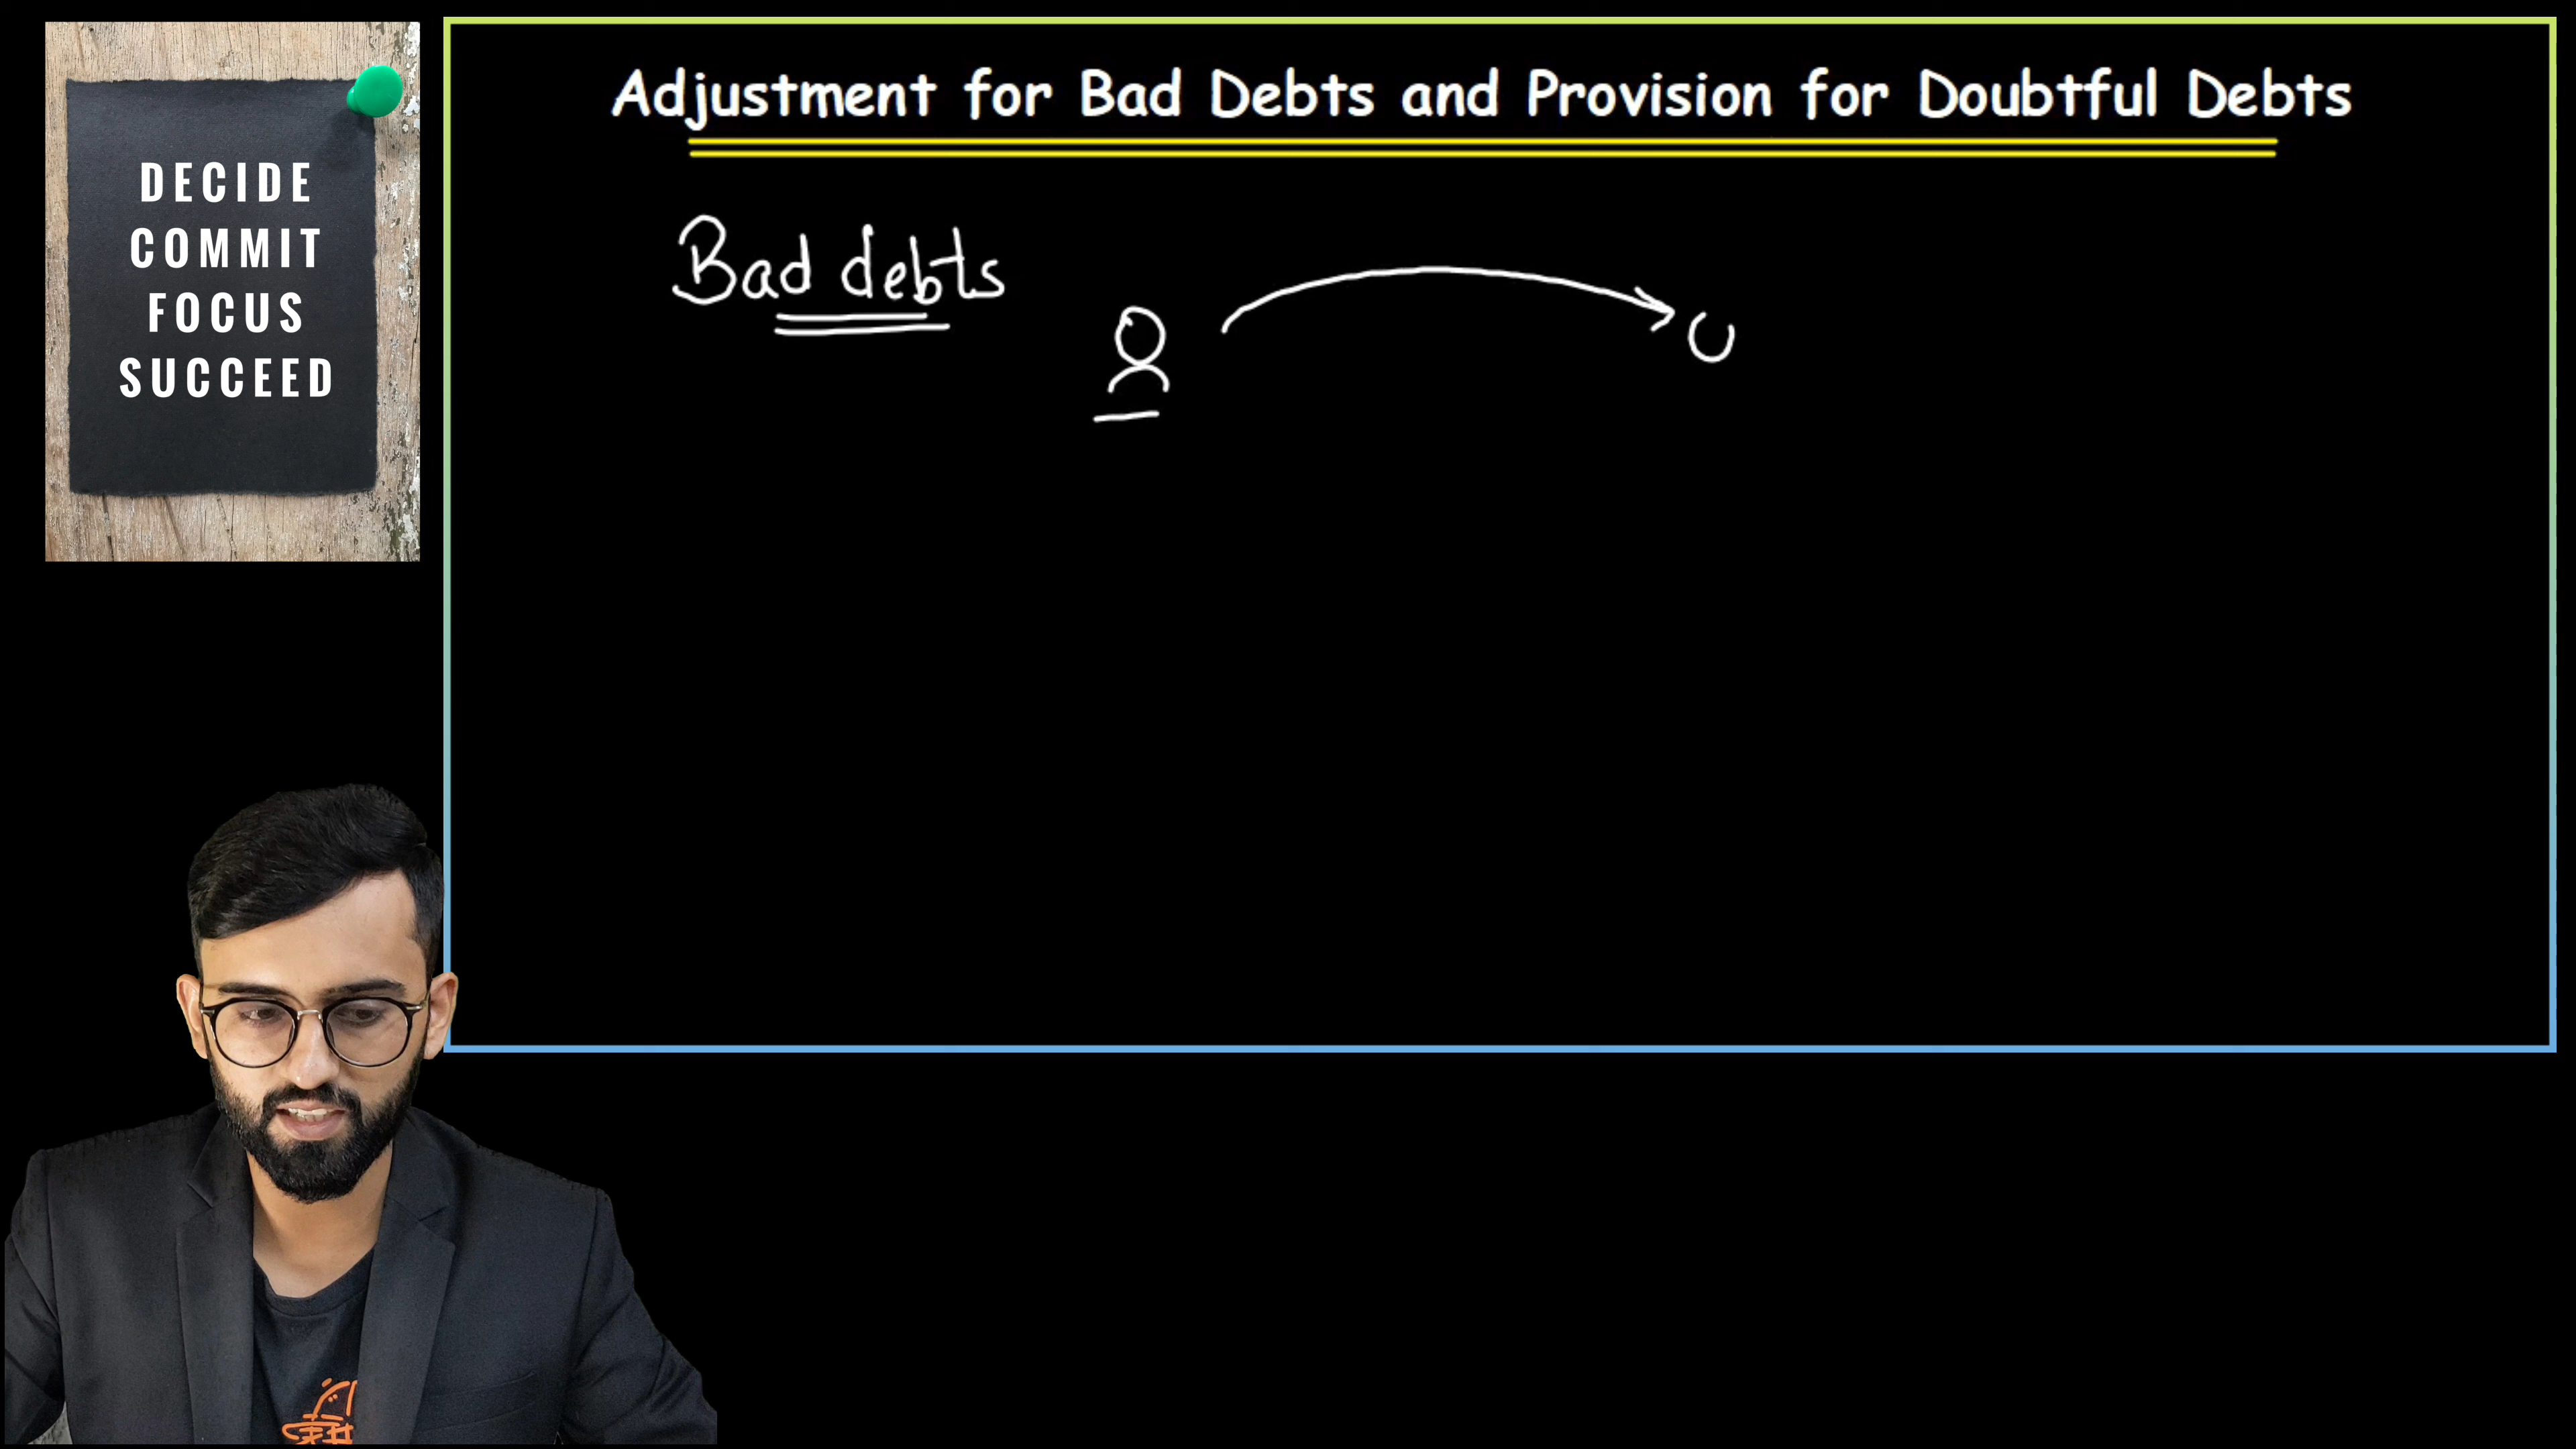 DECIDE
COMMIT
FOCUS
SUCCEED
Adjustment for Bad Debts and Provision for Doubtful Debts
Bad debts